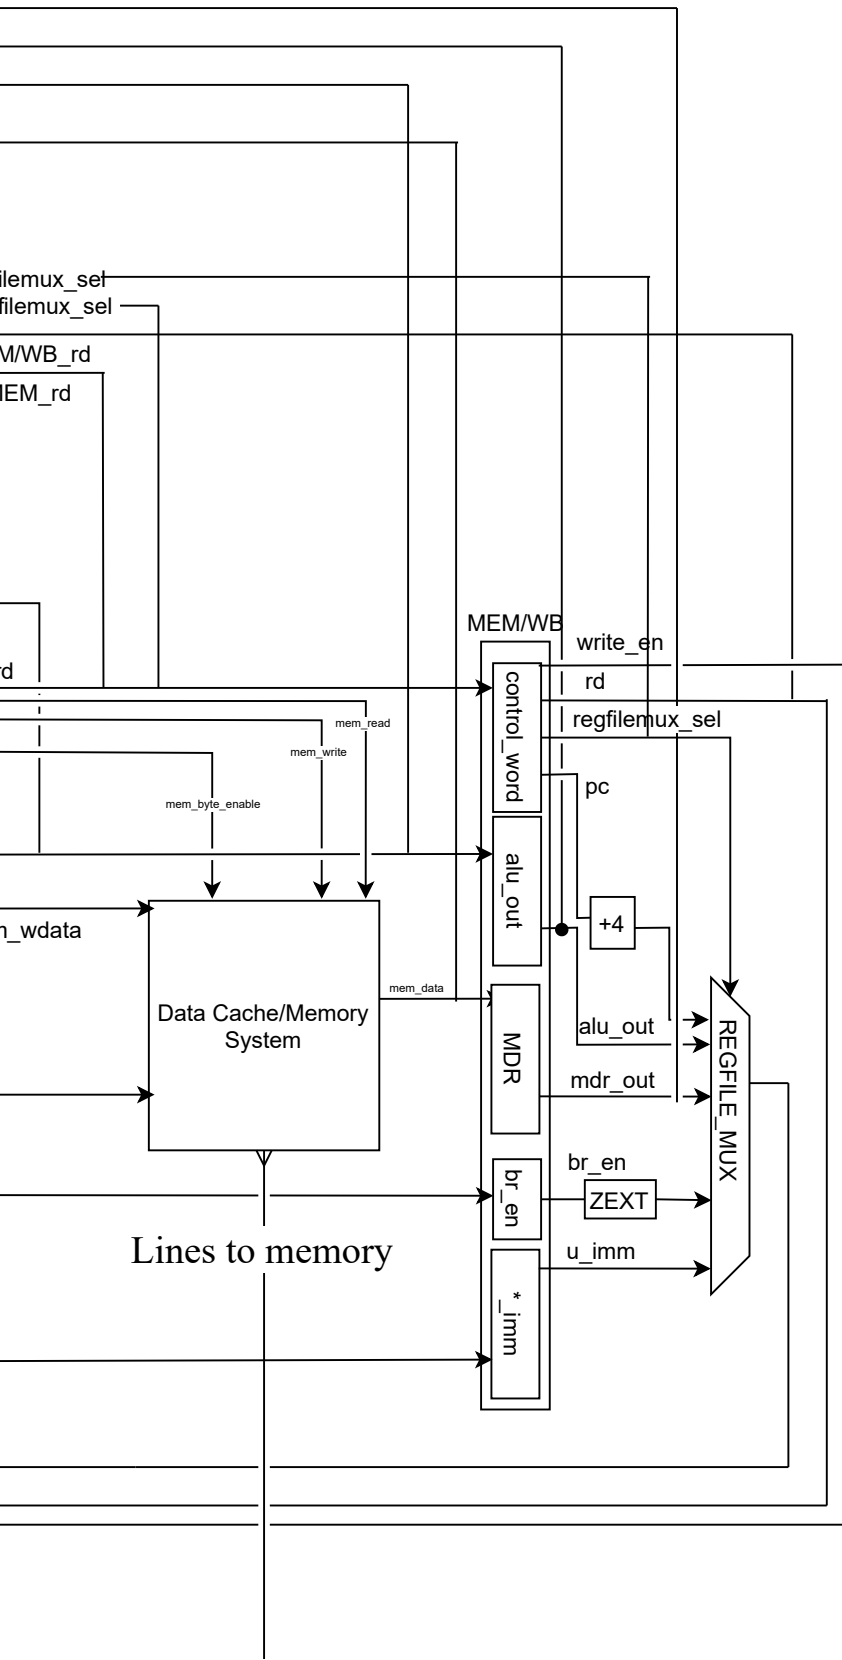 ilemux_sel
filemux_sel
M/WB_rd
MEM_rd
MEM/WB
write_en
rd
rd
control_word
regfilemux_sel
mem_read
mem_write
pc
mem_byte_enable
alu_out
+4
m_wdata
mem_data
Data Cache/Memory
System
MDR
alu_out
REGFILE_MUX
mdr_out
br_en
br_en
ZEXT
Lines to memory
u_imm
*_imm